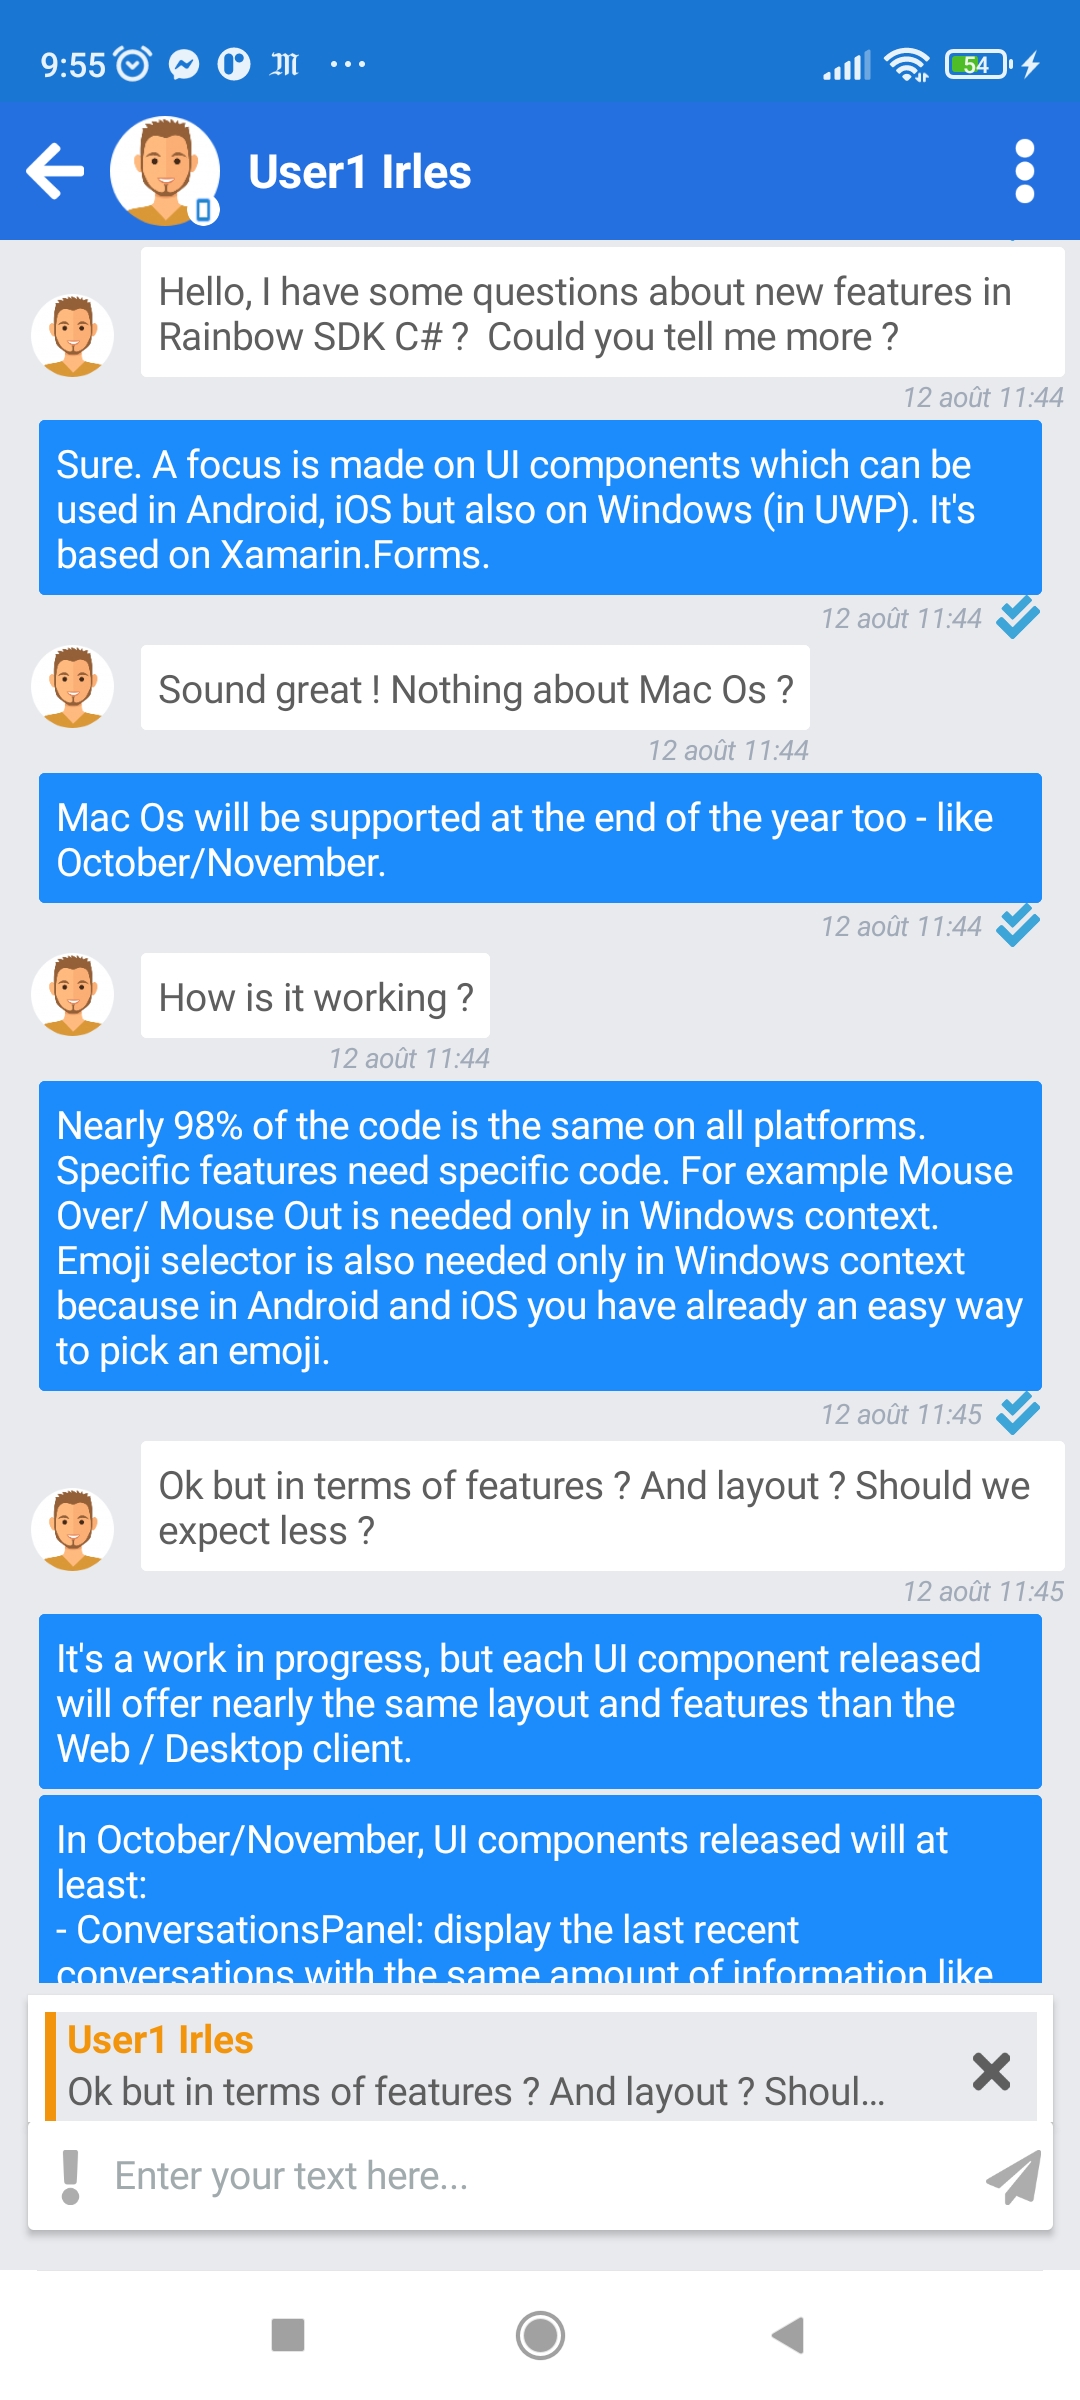 9:55 ... 54
User1 Irles
Hello, I have some questions about new features in
Rainbow SDK C# ?  Could you tell me more ?
12 août 11:44
Sure. A focus is made on UI components which can be
used in Android, iOS but also on Windows (in UWP). It's
based on Xamarin.Forms.
12 août 11:44
Sound great ! Nothing about Mac Os ?
12 août 11:44
Mac Os will be supported at the end of the year too - like
October/November.
12 août 11:44
How is it working ?
12 août 11:44
Nearly 98% of the code is the same on all platforms.
Specific features need specific code. For example Mouse
Over/ Mouse Out is needed only in Windows context.
Emoji selector is also needed only in Windows context
because in Android and iOS you have already an easy way
to pick an emoji.
12 août 11:45
Ok but in terms of features ? And layout ? Should we
expect less ?
12 août 11:45
It's a work in progress, but each UI component released
will offer nearly the same layout and features than the
Web / Desktop client.
In October/November, UI components released will at
least:
- ConversationsPanel: display the last recent
conversations with the same amount of information like
User1 Irles
Ok but in terms of features ? And layout ? Shoul...
Enter your text here...